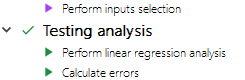 Perform inputs selection
Testing analysis
Perform linear regression analysis
Calculate errors